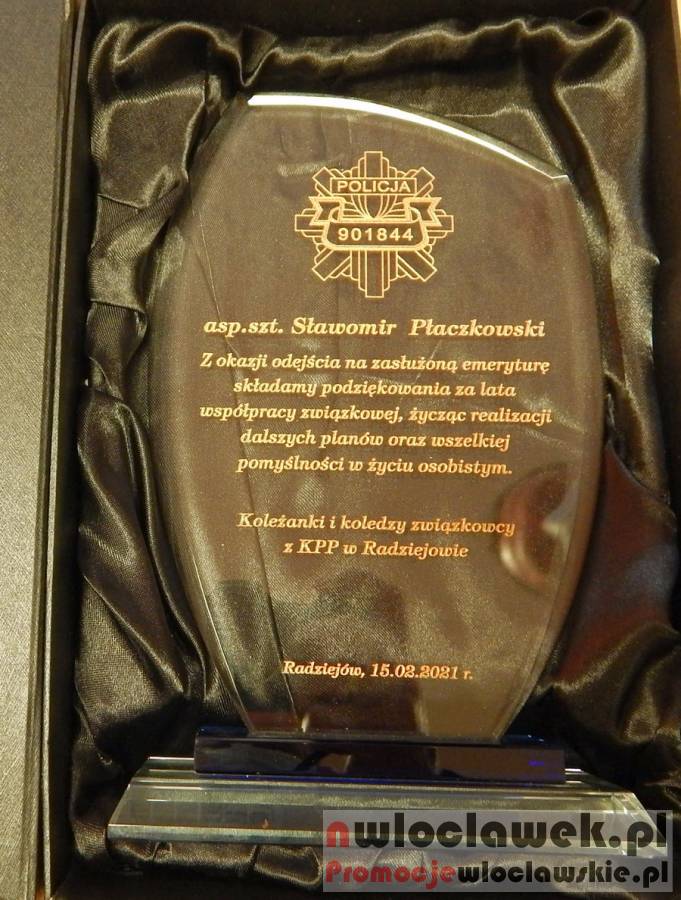 POLICJA
901844
asp.szt. Sławomir Płaczkowski
Z okazji odejścia na zasłużoną emeryturę
składamy podziękowania za lata
współpracy związkowej, życząc realizacji
dalszych planów oraz wszelkiej
pomyślności w życiu osobistym.
Koleżanki i koledzy związkowcy
z KPP w Radziejowie
Radziejów, 15.02.2021 r.
nwloclawek.pl
Promocjewloclawskie.pl